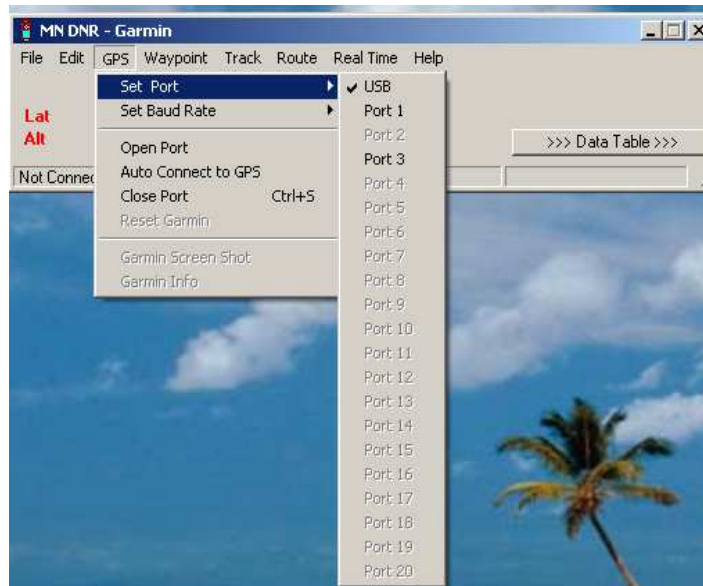 MN DNR - Garmin
File Edit GPS Waypoint Track Route Real Time Help
Lat
Alt
>>> Data Table >>>
Not Connec
Set Port
Set Baud Rate
Open Port
Auto Connect to GPS
Close Port Ctrl+S
Reset Garmin
Garmin Screen Shot
Garmin Info
USB
Port 1
Port 2
Port 3
Port 4
Port 5
Port 6
Port 7
Port 8
Port 9
Port 10
Port 11
Port 12
Port 13
Port 14
Port 15
Port 16
Port 17
Port 18
Port 19
Port 20